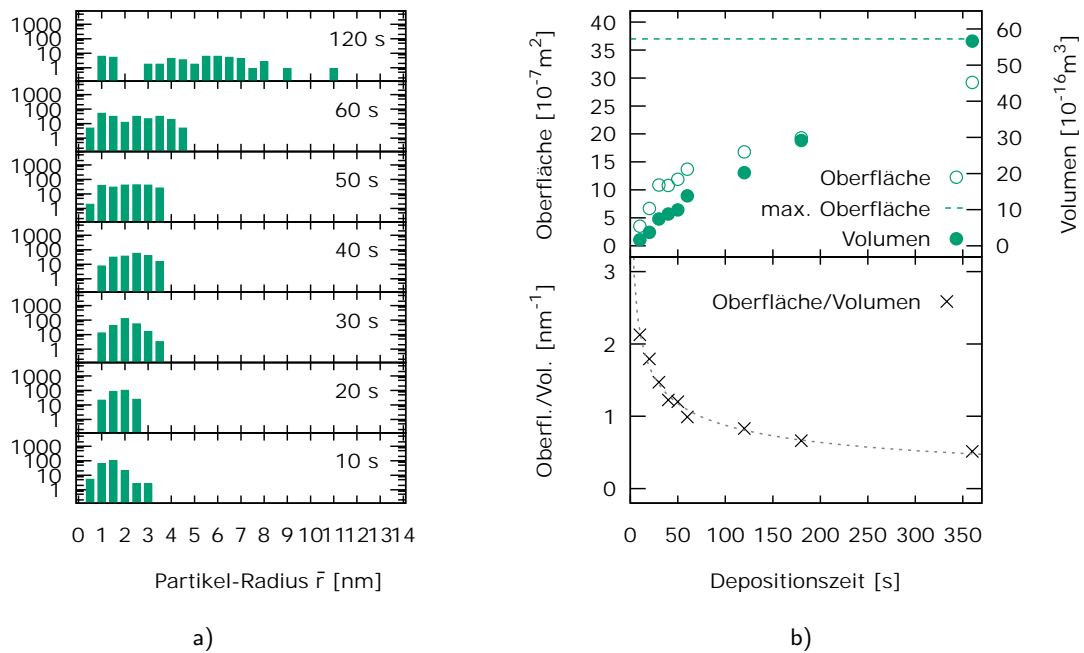 1000
100
10
1
120 s
1000
100
10
1
60 s
1000
100
10
1
50 s
1000
100
10
1
40 s
1000
100
10
1
30 s
1000
100
10
1
20 s
1000
100
10
1
10 s
0 1 2 3 4 5 6 7 8 9 10 11 12 13 14
Partikel-Radius r̄ [nm]
a)
Oberfläche [10⁻⁷m²]
40
35
30
25
20
15
10
5
0
Oberfläche
max. Oberfläche
Volumen
60
50
40
30
20
10
0
Volumen [10⁻¹⁶m³]
Oberfl./Vol. [nm⁻¹]
3
2
1
0
Oberfläche/Volumen
0 50 100 150 200 250 300 350
Depositionszeit [s]
b)